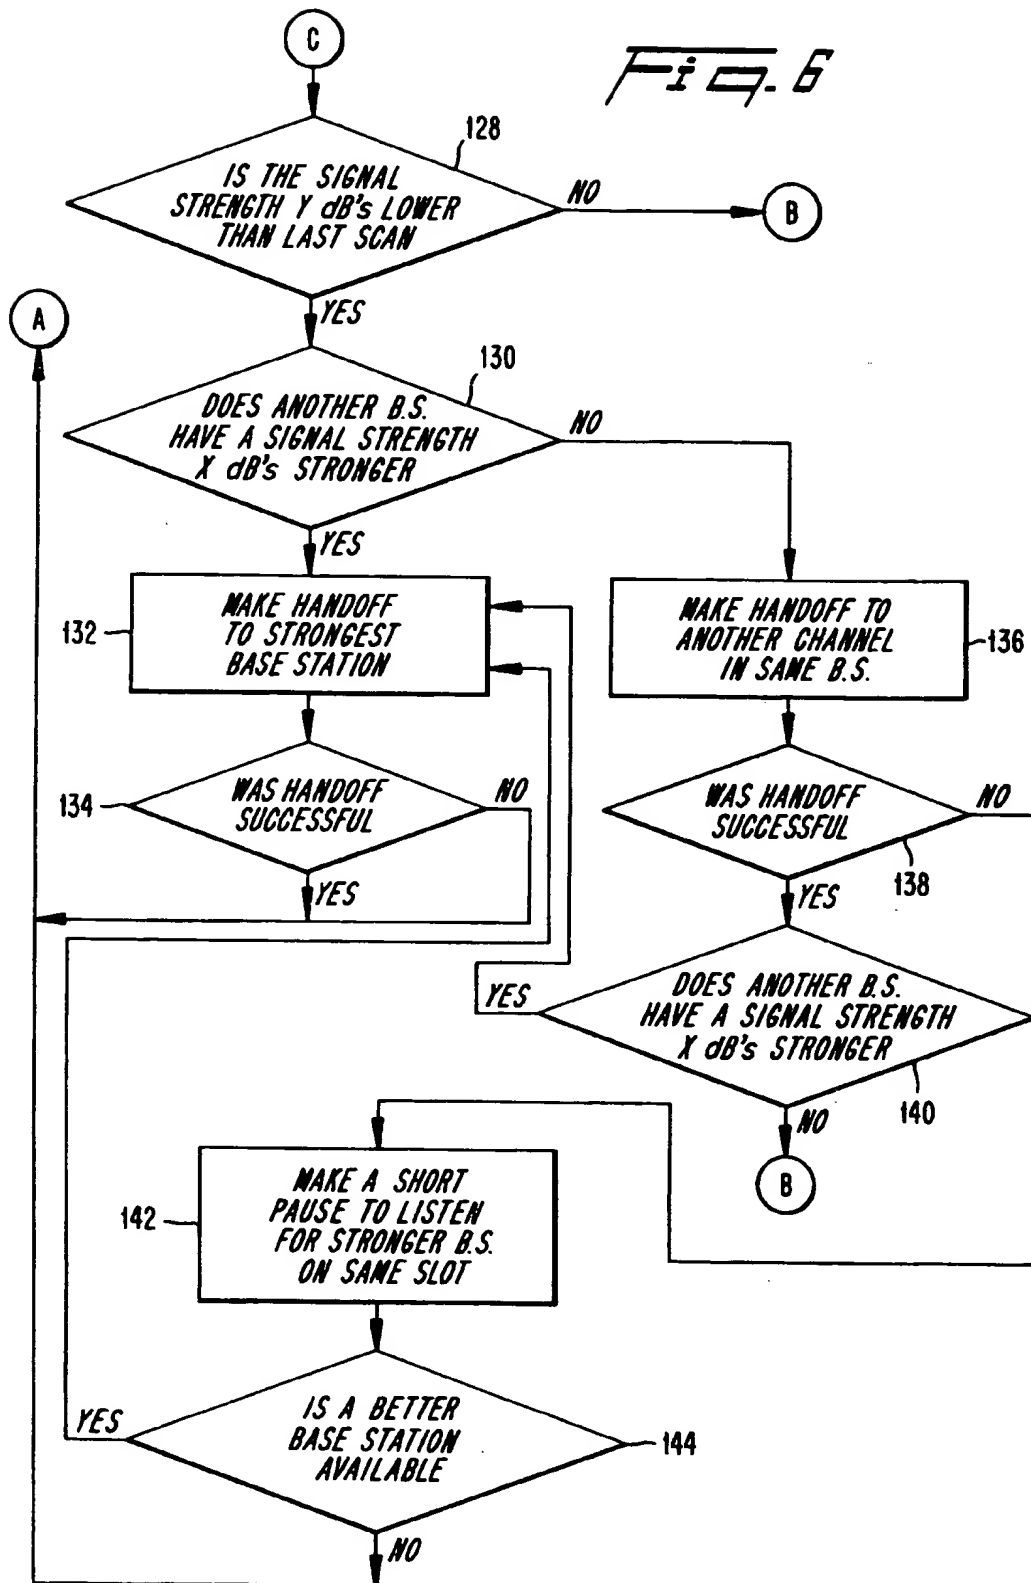 C
Fig. 6
128
IS THE SIGNAL
STRENGTH Y dB's LOWER
THAN LAST SCAN
NO
B
YES
A
130
DOES ANOTHER B.S.
HAVE A SIGNAL STRENGTH
X dB's STRONGER
NO
YES
132
MAKE HANDOFF
TO STRONGEST
BASE STATION
MAKE HANDOFF TO
ANOTHER CHANNEL
IN SAME B.S.
136
134
WAS HANDOFF
SUCCESSFUL
NO
YES
WAS HANDOFF
SUCCESSFUL
NO
138
YES
YES
DOES ANOTHER B.S.
HAVE A SIGNAL STRENGTH
X dB's STRONGER
140
NO
B
142
MAKE A SHORT
PAUSE TO LISTEN
FOR STRONGER B.S.
ON SAME SLOT
YES
IS A BETTER
BASE STATION
AVAILABLE
144
NO